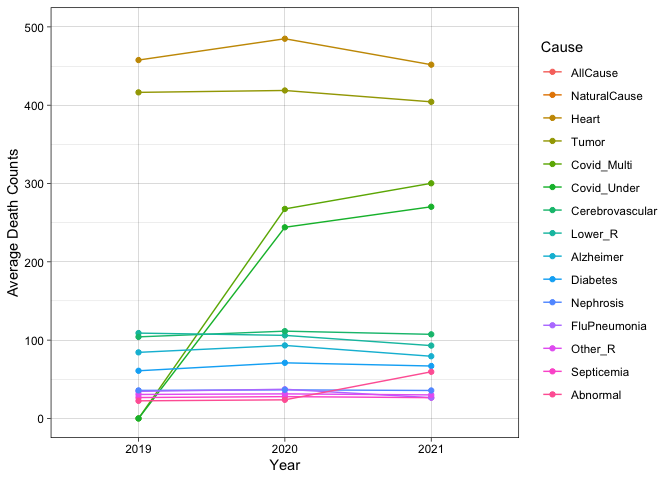 500
400
300
200
100
0
Average Death Counts
2019 2020 2021
Year
Cause
AllCause
NaturalCause
Heart
Tumor
Covid_Multi
Covid_Under
Cerebrovascular
Lower_R
Alzheimer
Diabetes
Nephrosis
FluPneumonia
Other_R
Septicemia
Abnormal